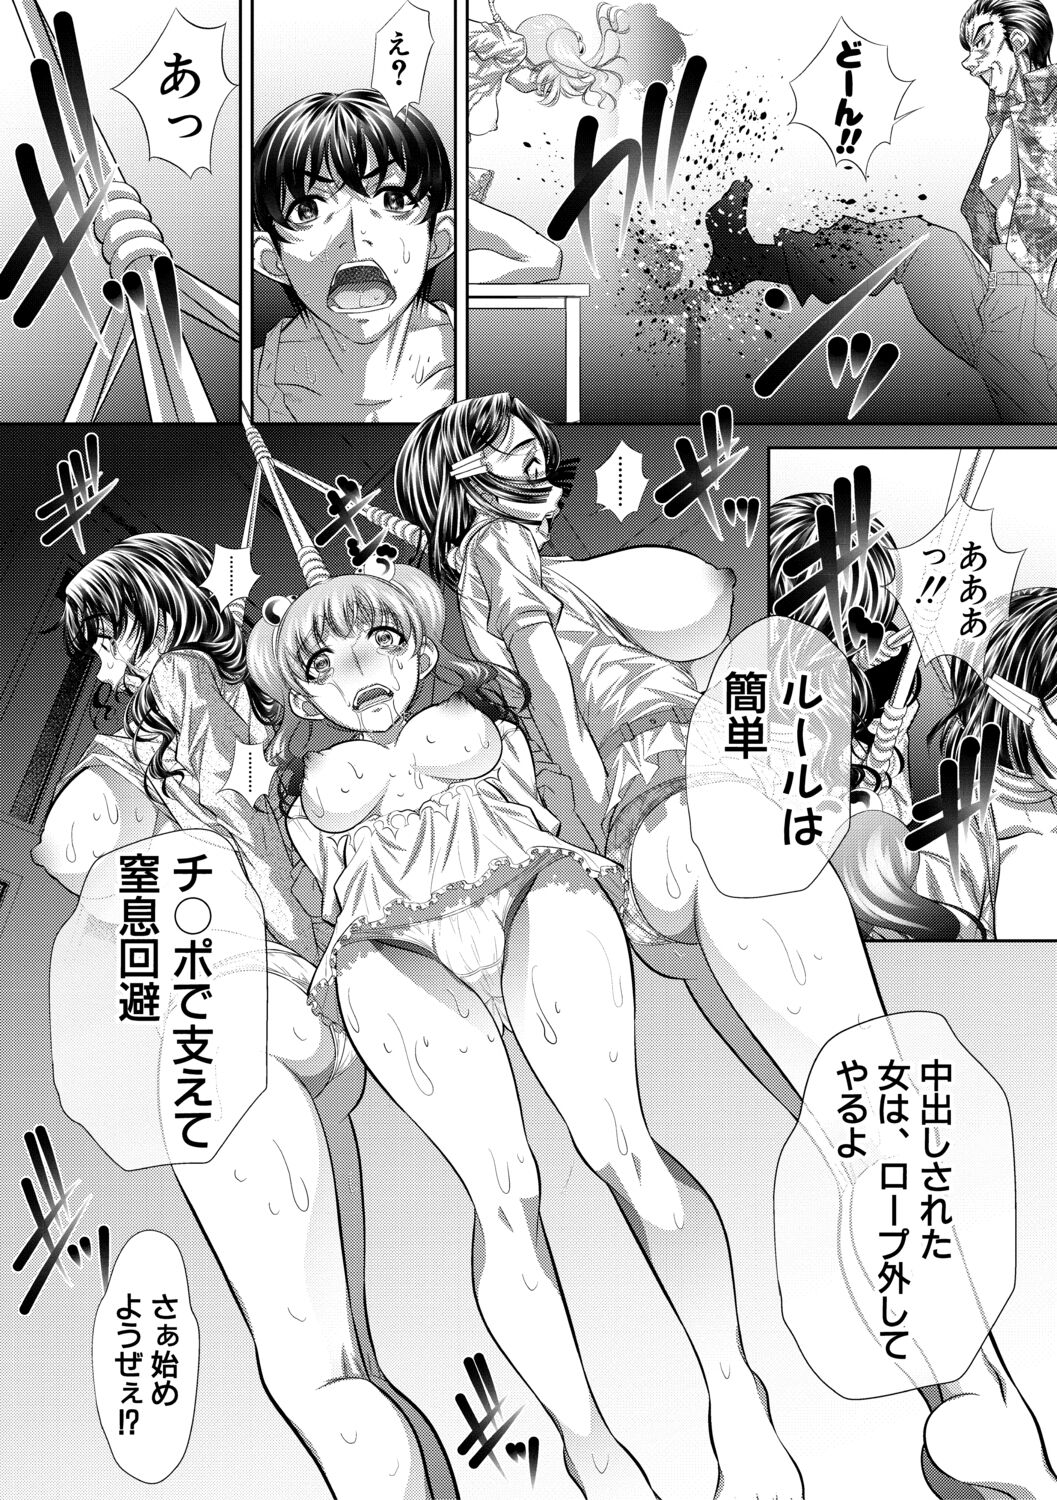 どーん!!
え?
あっ
あああ
っ!!
ルールは
簡単
チ○ポで支えて
窒息回避
中出しされた
女は、ロープ外して
やるよ
さぁ始め
ようぜぇ!?